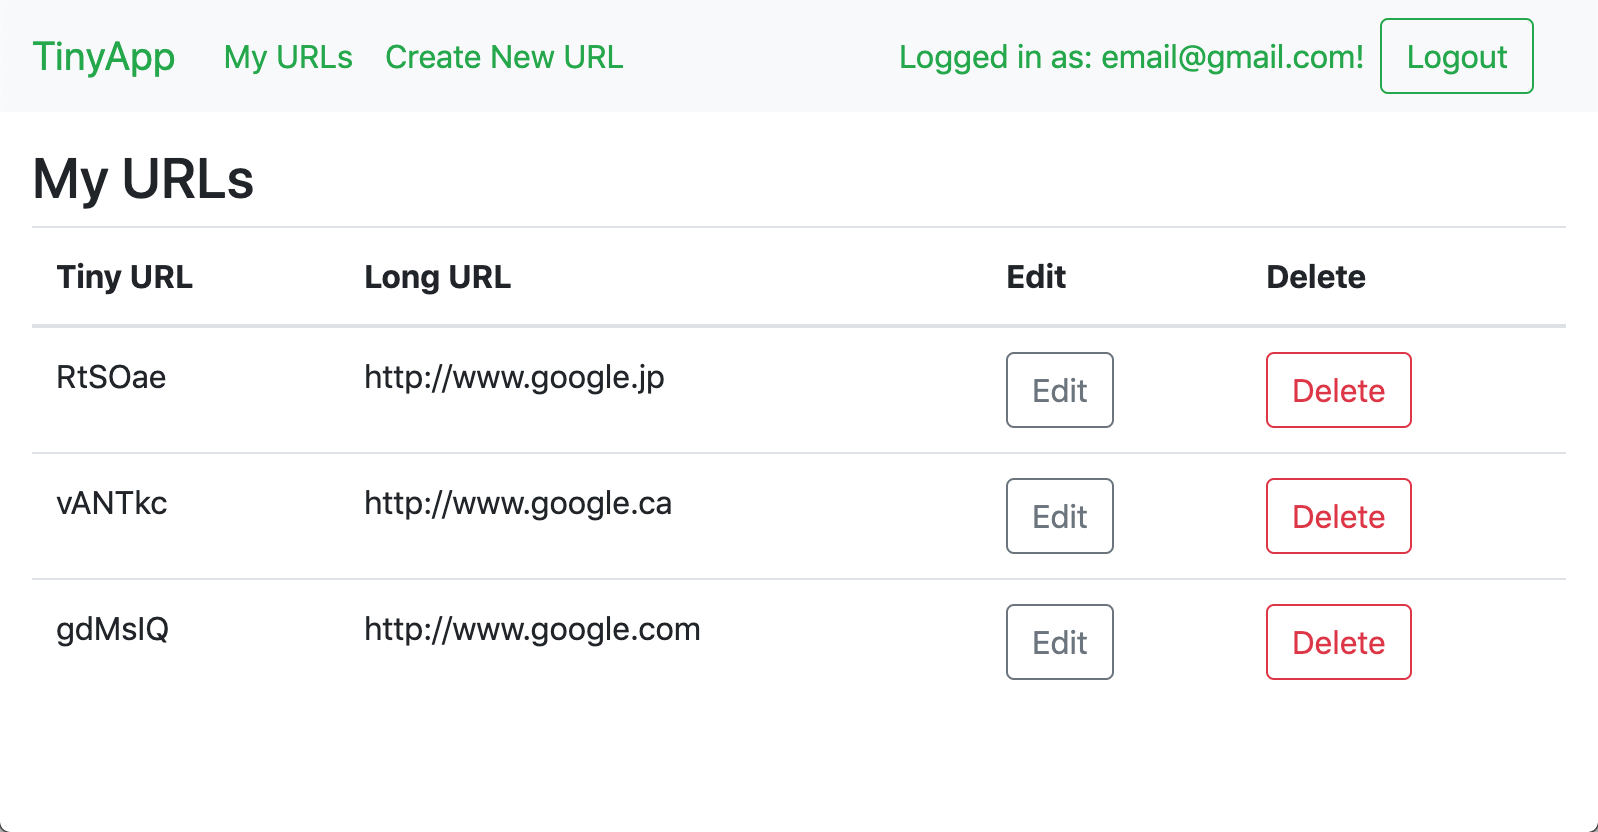 TinyApp My URLs Create New URL Logged in as: email@gmail.com! Logout
My URLs
Tiny URL Long URL Edit Delete
RtSOae http://www.google.jp Edit Delete
vANTkc http://www.google.ca Edit Delete
gdMsIQ http://www.google.com Edit Delete